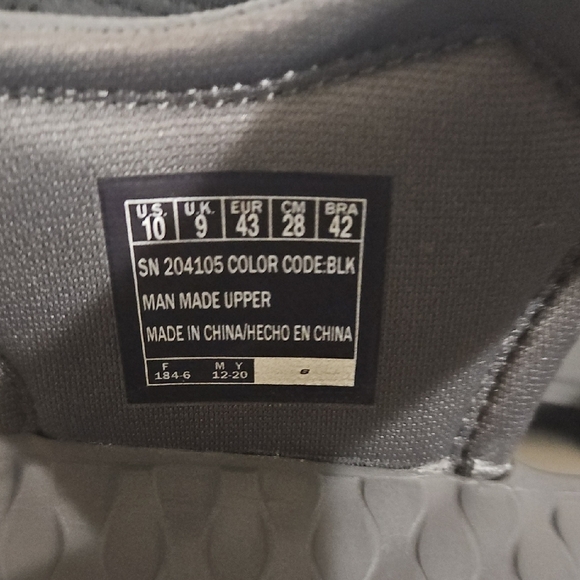 U.S. U.K. EUR CM BRA
10 9 43 28 42
SN 204105 COLOR CODE:BLK
MAN MADE UPPER
MADE IN CHINA/HECHO EN CHINA
F M Y
184-6 12-20